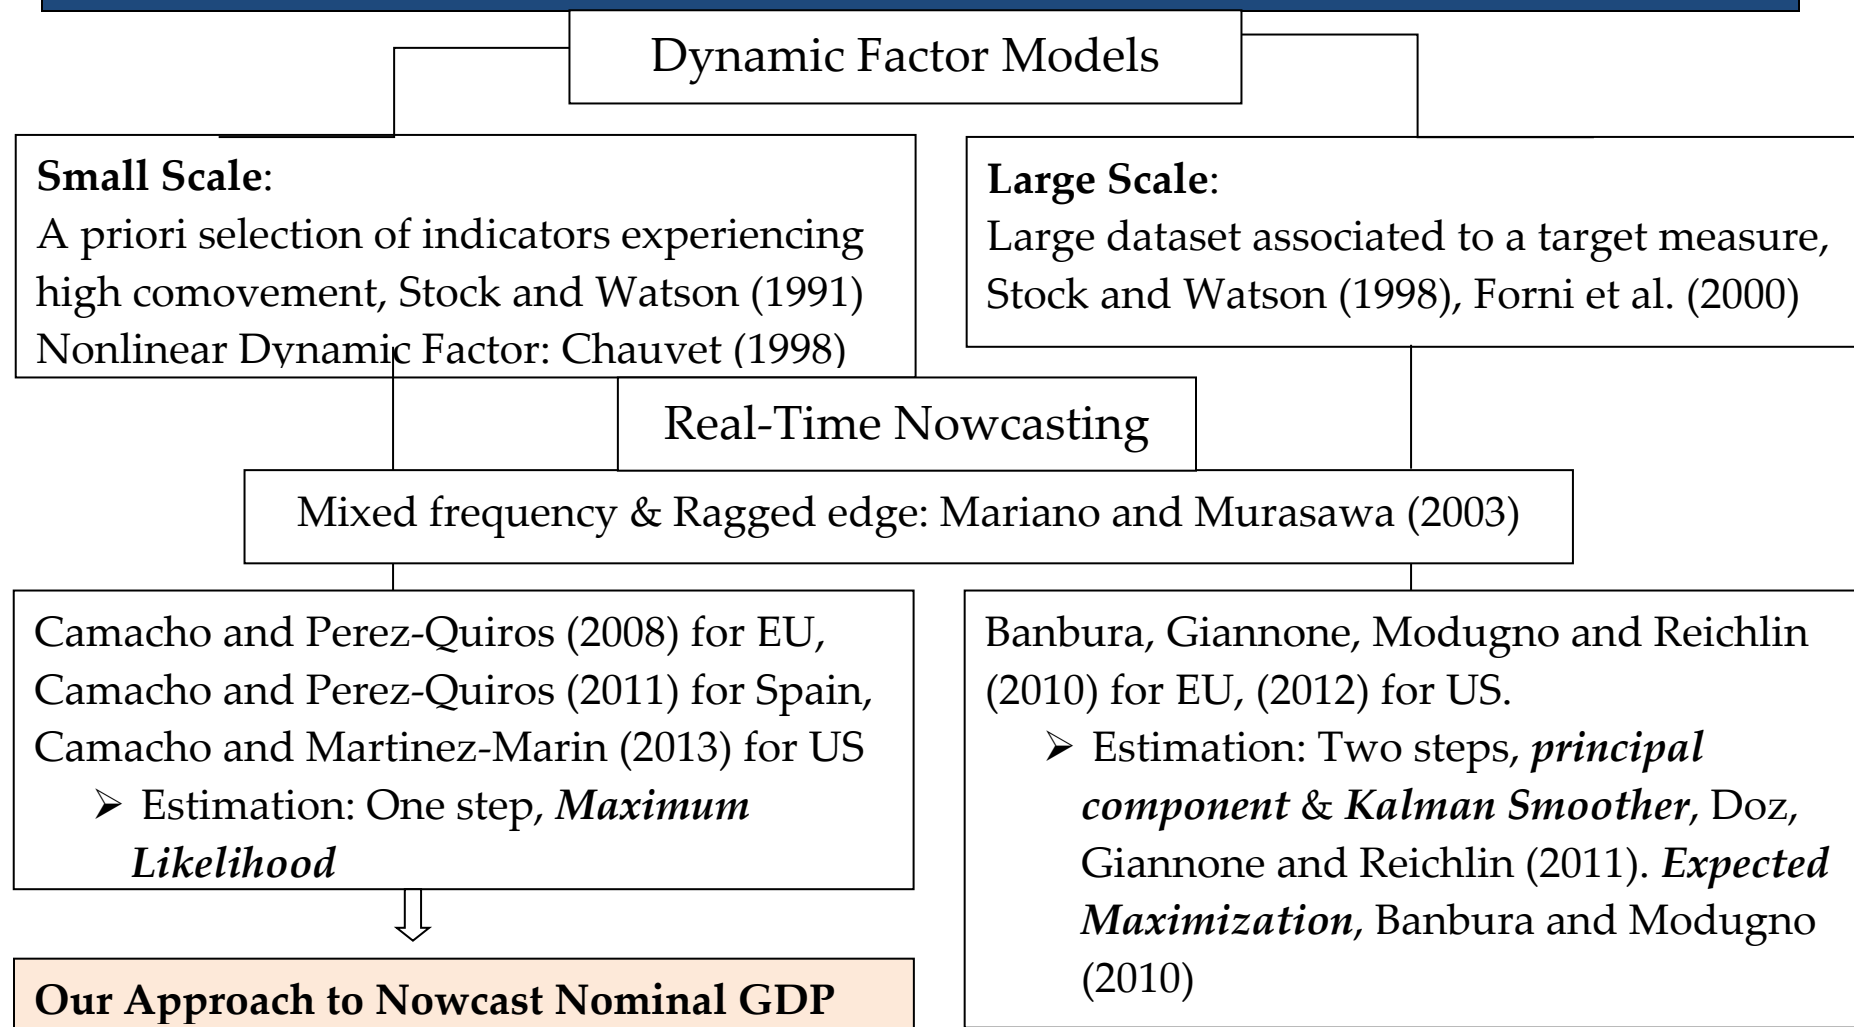 Dynamic Factor Models
Small Scale:
A priori selection of indicators experiencing
high comovement, Stock and Watson (1991)
Nonlinear Dynamic Factor: Chauvet (1998)
Large Scale:
Large dataset associated to a target measure,
Stock and Watson (1998), Forni et al. (2000)
Real-Time Nowcasting
Mixed frequency & Ragged edge: Mariano and Murasawa (2003)
Camacho and Perez-Quiros (2008) for EU,
Camacho and Perez-Quiros (2011) for Spain,
Camacho and Martinez-Marin (2013) for US
➢ Estimation: One step, Maximum
Likelihood
Banbura, Giannone, Modugno and Reichlin
(2010) for EU, (2012) for US.
➢ Estimation: Two steps, principal
component & Kalman Smoother, Doz,
Giannone and Reichlin (2011). Expected
Maximization, Banbura and Modugno
(2010)
Our Approach to Nowcast Nominal GDP